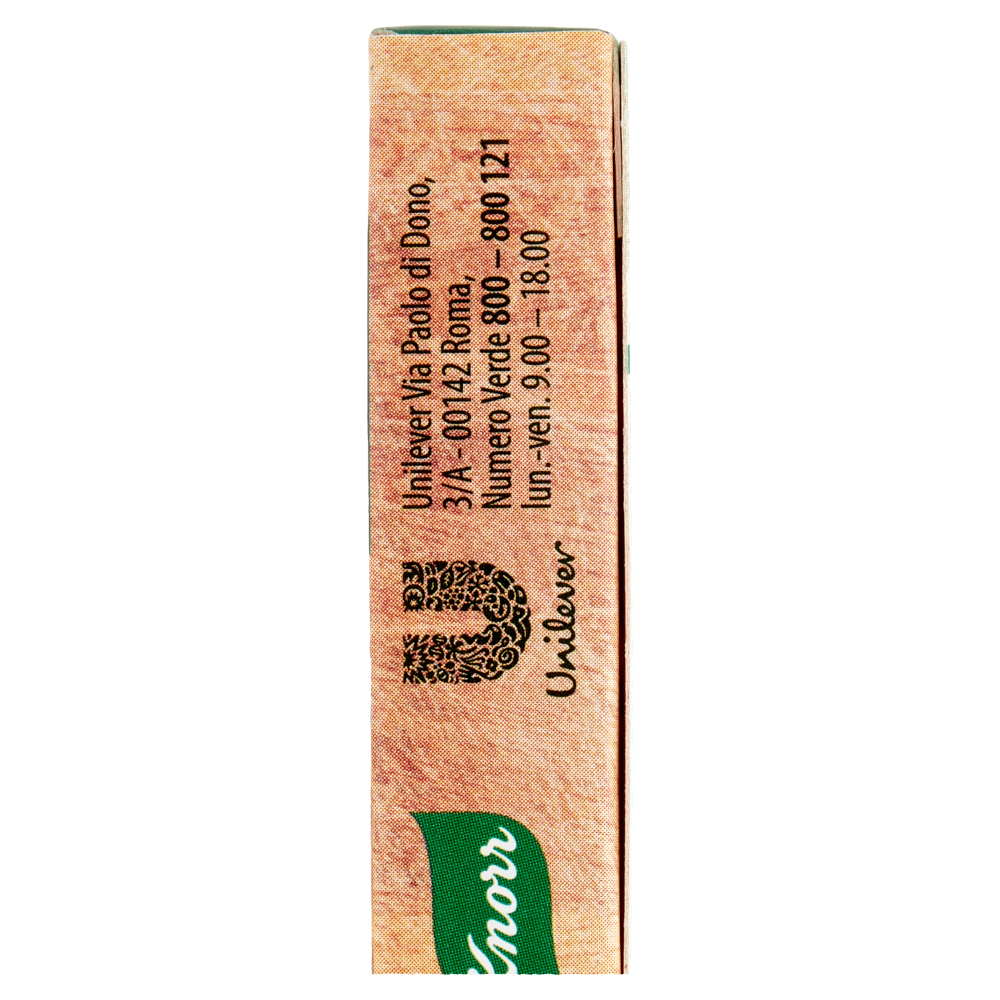 Unilever Via Paolo di Dono,
3/A - 00142 Roma,
Numero Verde 800 – 800 121
lun.-ven. 9.00 – 18.00
Unilever
Knorr